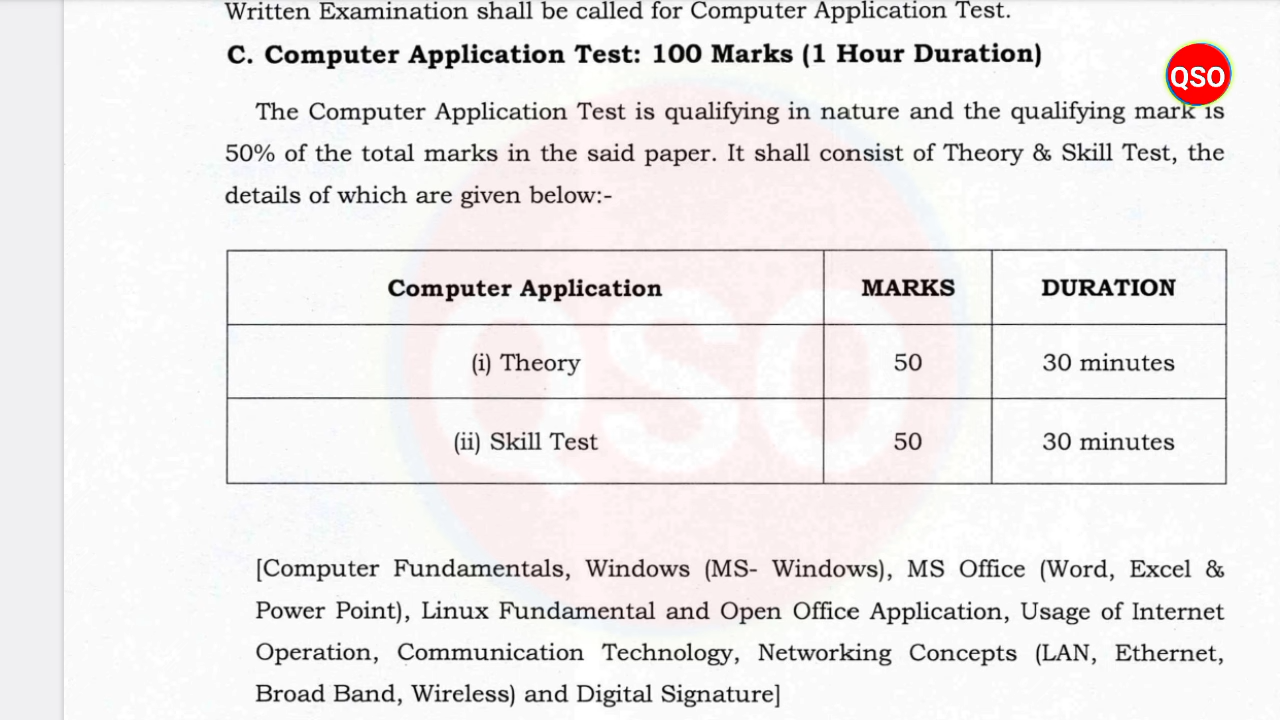 Written Examination shall be called for Computer Application Test.
C. Computer Application Test: 100 Marks (1 Hour Duration)
QSO
The Computer Application Test is qualifying in nature and the qualifying mark is
50% of the total marks in the said paper. It shall consist of Theory & Skill Test, the
details of which are given below:-
Computer Application MARKS DURATION
(i) Theory 50 30 minutes
(ii) Skill Test 50 30 minutes
QSO
[Computer Fundamentals, Windows (MS- Windows), MS Office (Word, Excel &
Power Point), Linux Fundamental and Open Office Application, Usage of Internet
Operation, Communication Technology, Networking Concepts (LAN, Ethernet,
Broad Band, Wireless) and Digital Signature]